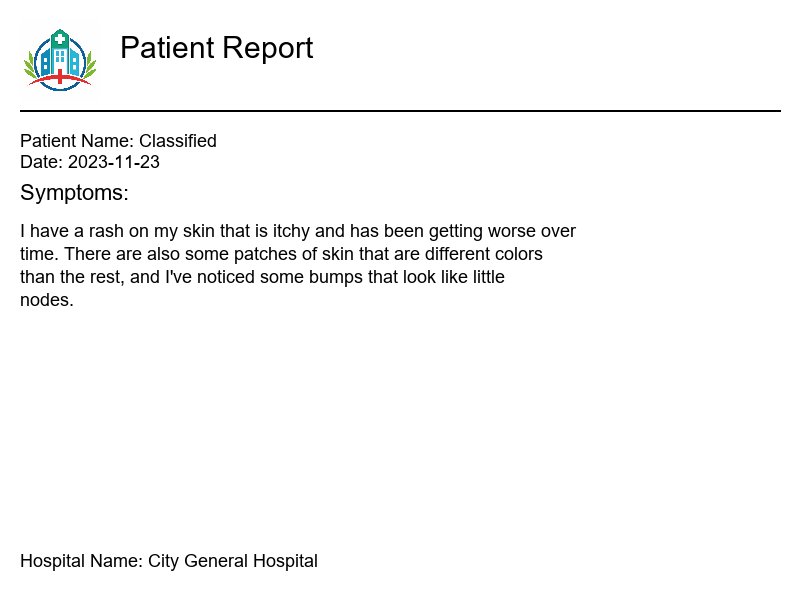 Patient Report
Patient Name: Classified
Date: 2023-11-23
Symptoms:
I have a rash on my skin that is itchy and has been getting worse over
time. There are also some patches of skin that are different colors
than the rest, and I've noticed some bumps that look like little
nodes.
Hospital Name: City General Hospital